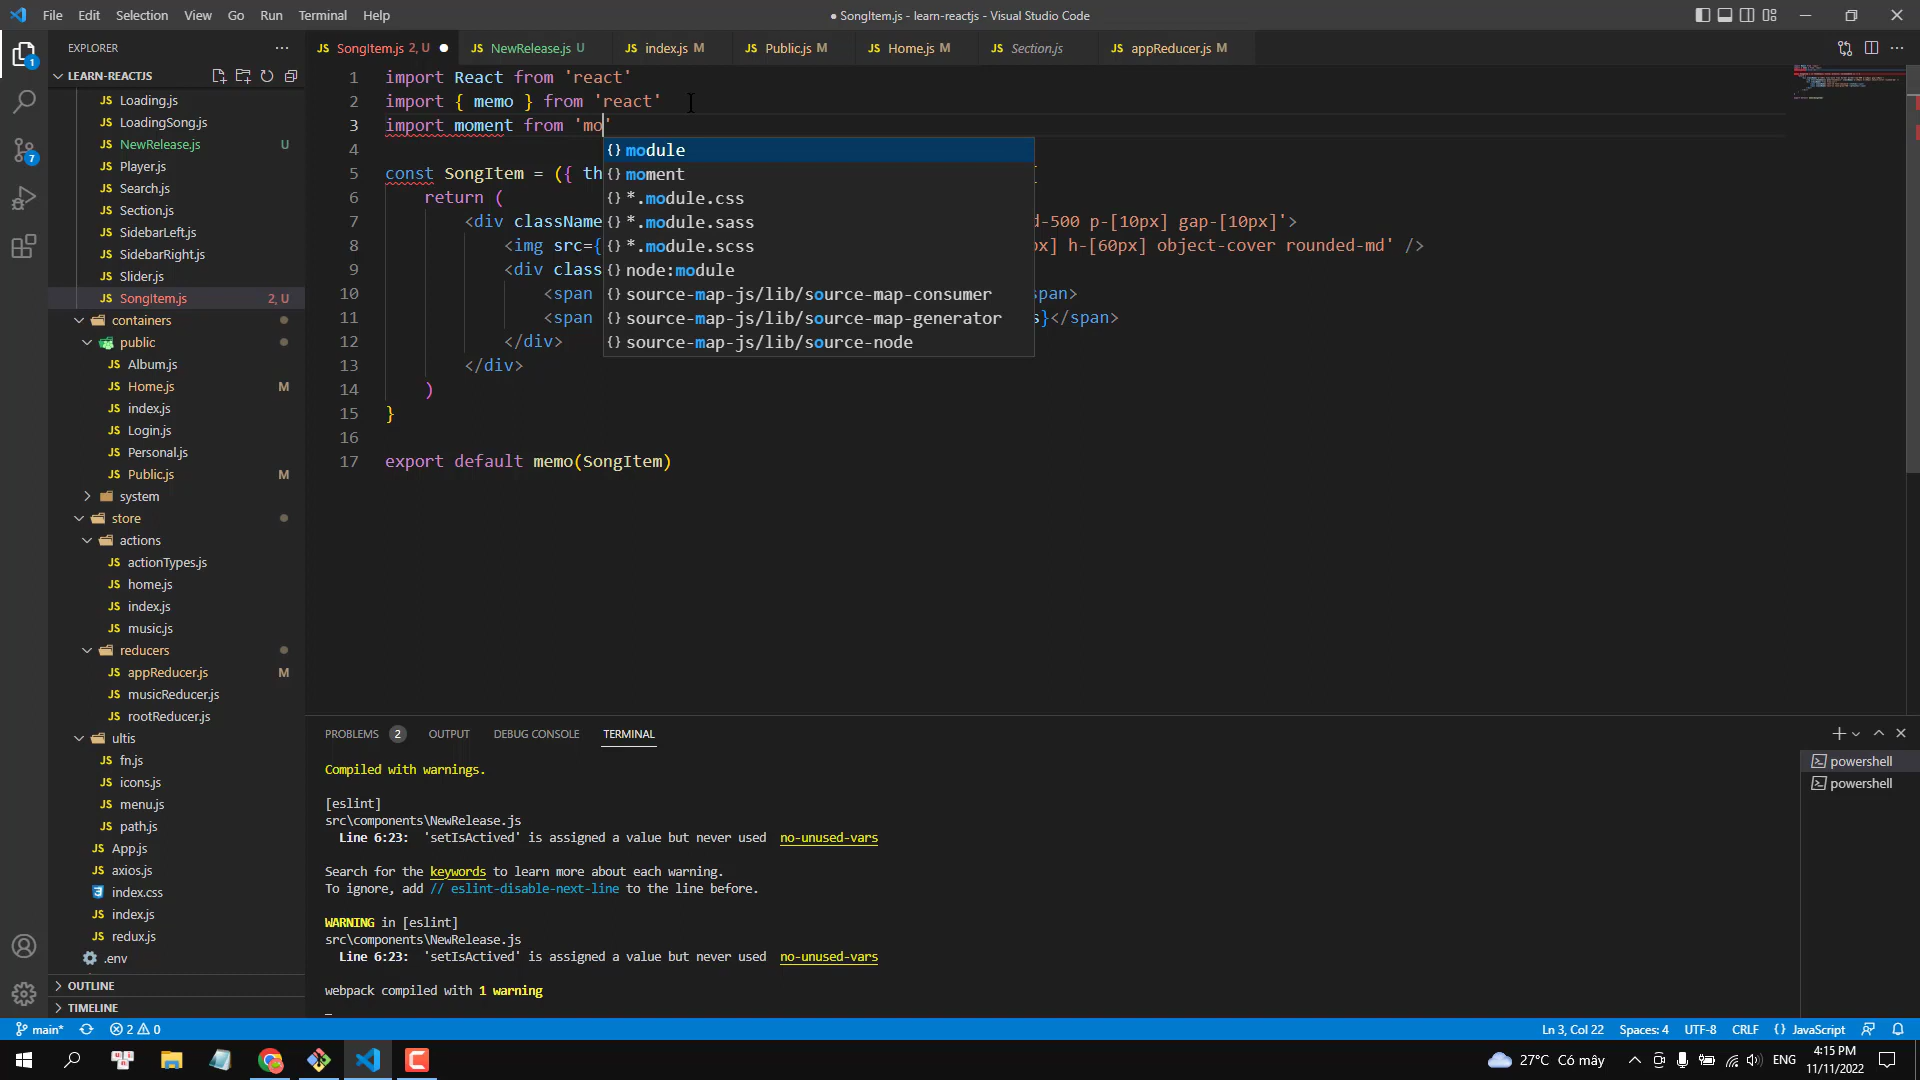 File Edit Selection View Go Run Terminal Help
● SongItem.js - learn-reactjs - Visual Studio Code
EXPLORER
LEARN-REACTJS
Loading.js
LoadingSong.js
NewRelease.js U
Player.js
Search.js
Section.js
SidebarLeft.js
SidebarRight.js
Slider.js
SongItem.js 2, U
containers
public
Album.js
Home.js M
index.js
Login.js
Personal.js
Public.js M
system
store
actions
actionTypes.js
home.js
index.js
music.js
reducers
appReducer.js M
musicReducer.js
rootReducer.js
ultis
fn.js
icons.js
menu.js
path.js
App.js
axios.js
index.css
index.js
redux.js
.env
OUTLINE
TIMELINE
1
7
SongItem.js 2, U NewRelease.js U index.js M Public.js M Home.js M Section.js appReducer.js M
1 import React from 'react'
2 import { memo } from 'react'
3 import moment from 'mo'
4
5 const SongItem = ({ th
6 return (
7 <div className d-500 p-[10px] gap-[10px]'>
8 <img src={ x] h-[60px] object-cover rounded-md' />
9 <div class
10 <span pan>
11 <span s}</span>
12 </div>
13 </div>
14 )
15 }
16
17 export default memo(SongItem)
module
moment
*.module.css
*.module.sass
*.module.scss
node:module
source-map-js/lib/source-map-consumer
source-map-js/lib/source-map-generator
source-map-js/lib/source-node
PROBLEMS 2 OUTPUT DEBUG CONSOLE TERMINAL
Compiled with warnings.
[eslint]
src\components\NewRelease.js
Line 6:23: 'setIsActived' is assigned a value but never used no-unused-vars
Search for the keywords to learn more about each warning.
To ignore, add // eslint-disable-next-line to the line before.
WARNING in [eslint]
src\components\NewRelease.js
Line 6:23: 'setIsActived' is assigned a value but never used no-unused-vars
webpack compiled with 1 warning
powershell
powershell
main* 2 0 Ln 3, Col 22 Spaces: 4 UTF-8 CRLF {} JavaScript
27°C Có mây ENG 4:15 PM
11/11/2022